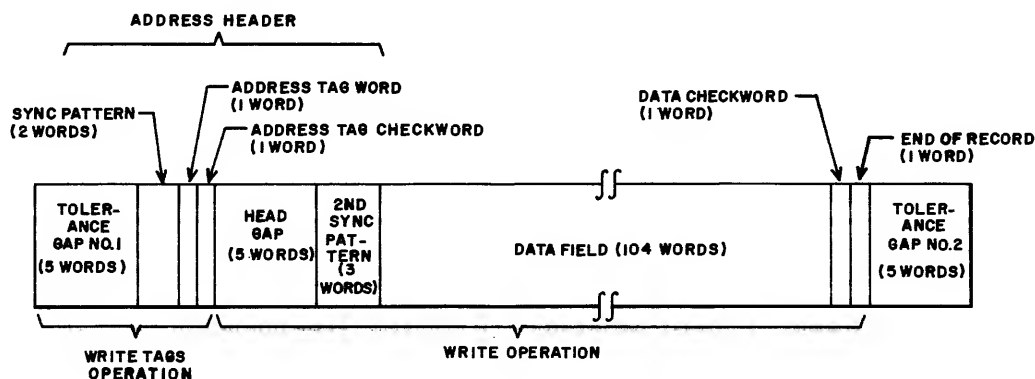 ADDRESS HEADER
SYNC PATTERN
(2 WORDS)
ADDRESS TAG WORD
(1 WORD)
ADDRESS TAG CHECKWORD
(1 WORD)
DATA CHECKWORD
(1 WORD)
END OF RECORD
(1 WORD)
TOLER-
ANCE
GAP NO.1
(5 WORDS)
HEAD
GAP
(5 WORDS)
2ND
SYNC
PAT-
TERN
(3
WORDS)
DATA FIELD (104 WORDS)
TOLER-
ANCE
GAP NO.2
(5 WORDS)
WRITE TAGS
OPERATION
WRITE OPERATION